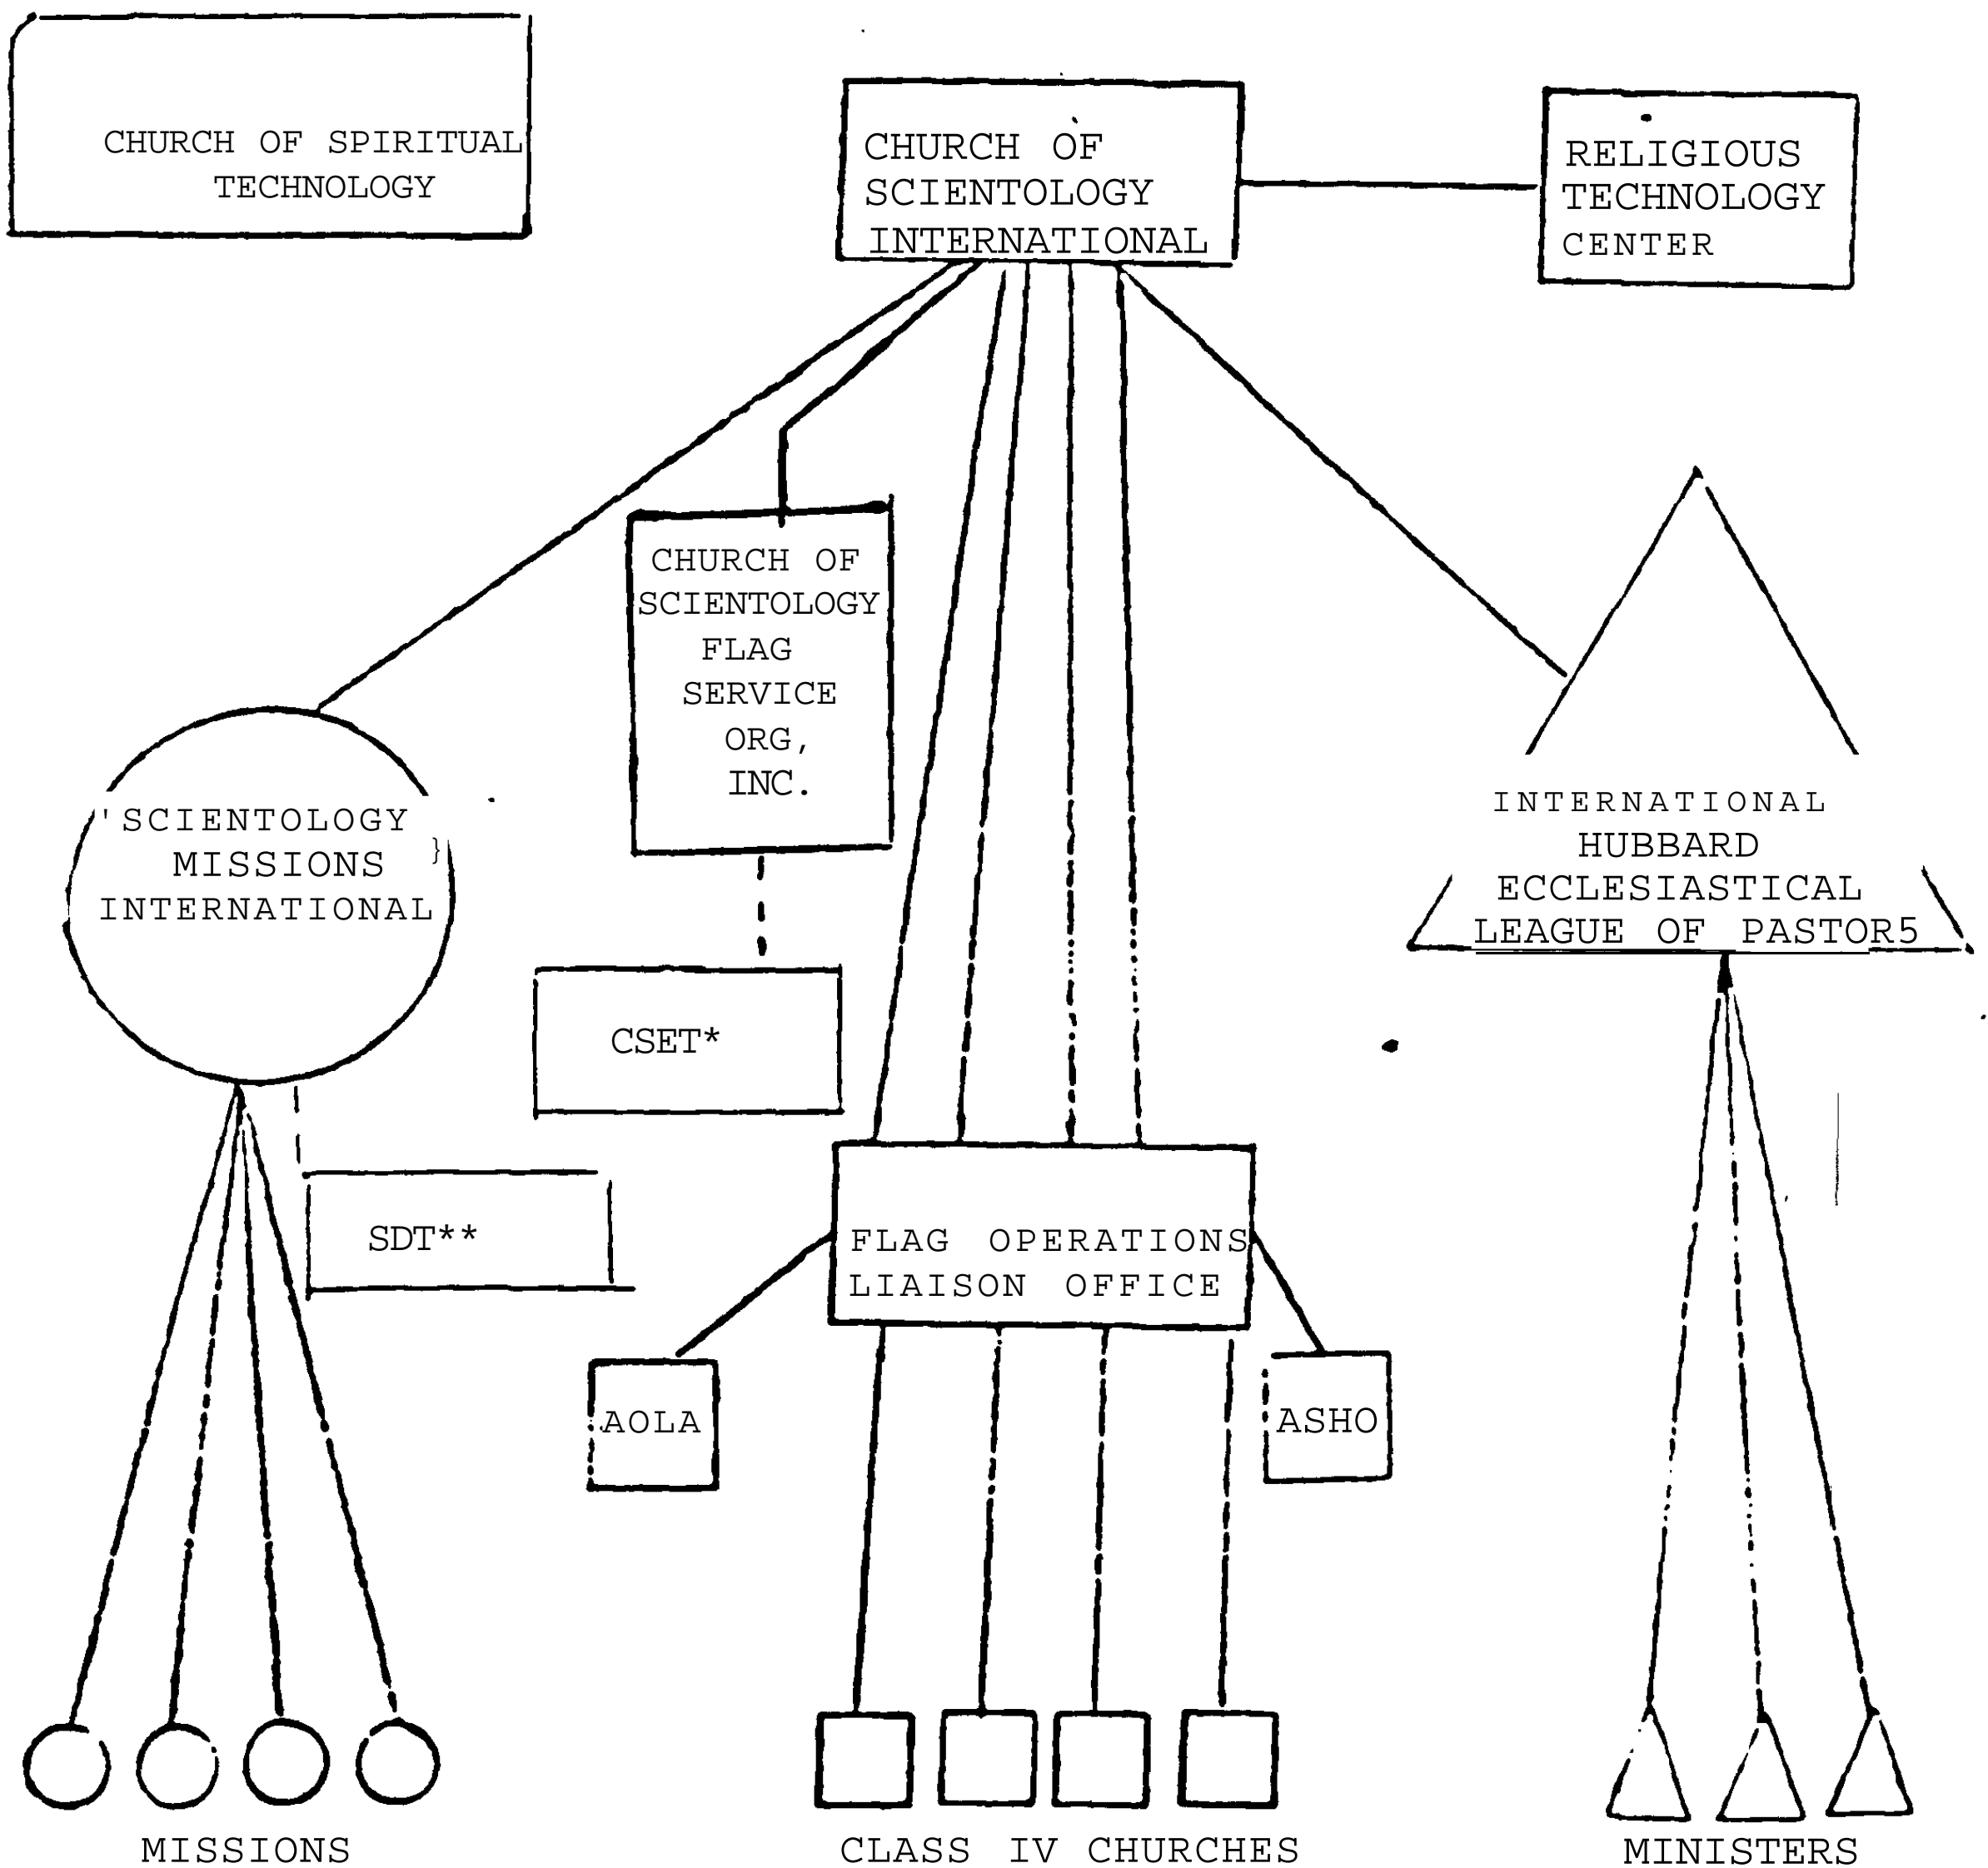 CHURCH OF SPIRITUAL
TECHNOLOGY
CHURCH OF
SCIENTOLOGY
INTERNATIONAL
RELIGIOUS
TECHNOLOGY
CENTER
CHURCH OF
SCIENTOLOGY
FLAG
SERVICE
ORG,
INC.
'SCIENTOLOGY
MISSIONS }
INTERNATIONAL
INTERNATIONAL
HUBBARD
ECCLESIASTICAL
LEAGUE OF PASTOR5
CSET*
SDT**
FLAG OPERATIONS
LIAISON OFFICE
AOLA
ASHO
MISSIONS
CLASS IV CHURCHES
MINISTERS